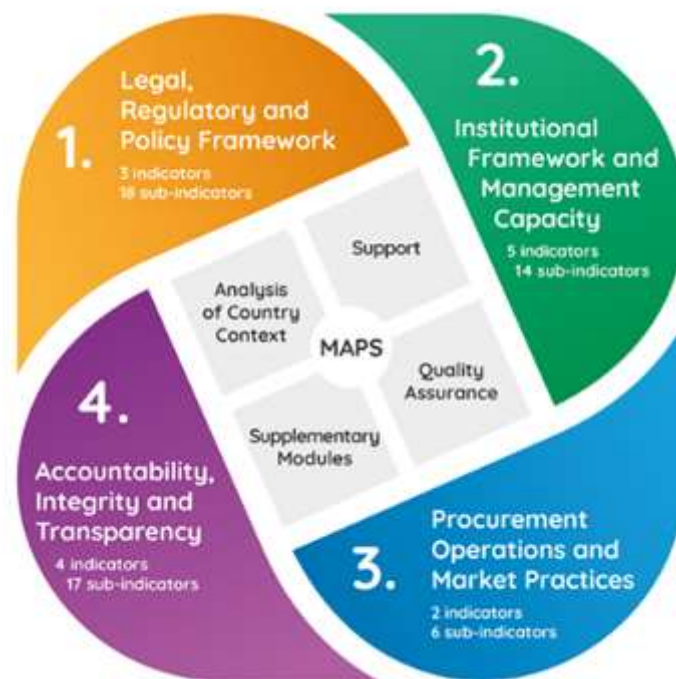 1.
Legal,
Regulatory and
Policy Framework
3 indicators
18 sub-indicators
2.
Institutional
Framework and
Management
Capacity
5 indicators
14 sub-indicators
Support
Analysis
of Country
Context
MAPS
Quality
Assurance
Supplementary
Modules
3.
Procurement
Operations and
Market Practices
2 indicators
6 sub-indicators
4.
Accountability,
Integrity and
Transparency
4 indicators
17 sub-indicators